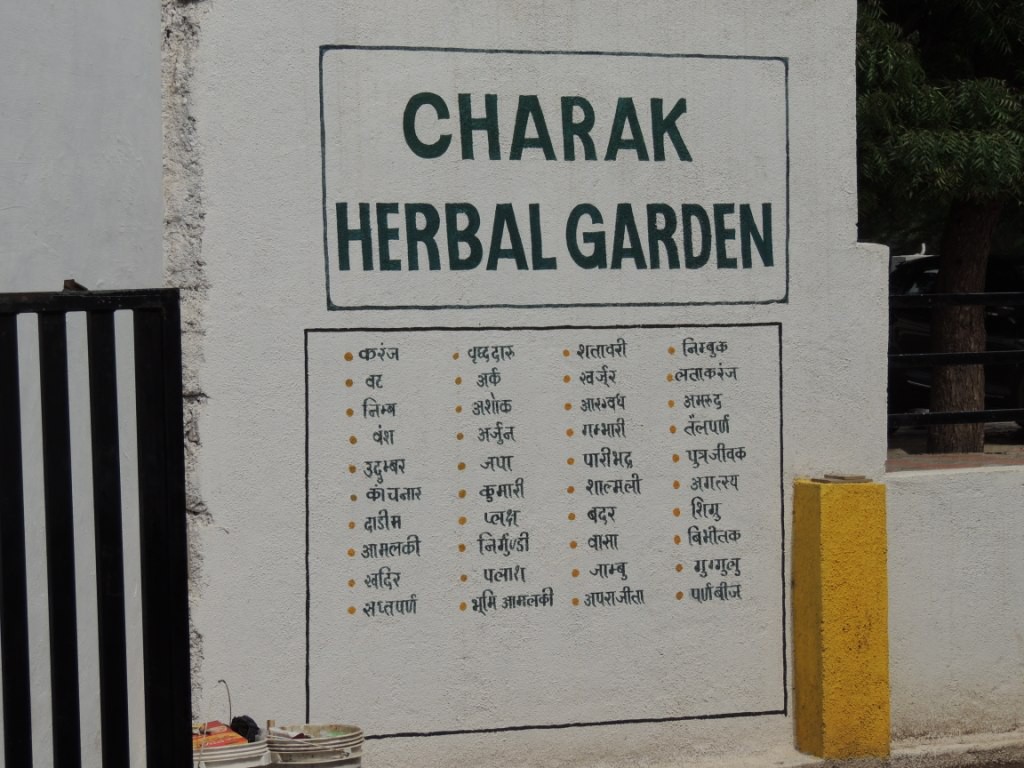 CHARAK
HERBAL GARDEN
• करंज
• वट
• निम्ब
• वंश
• उदुम्बर
• कांचनार
• दाडीम
• आमलकी
• खदिर
• सप्तपर्ण
• वृध्ददारु
• अर्क
• अशोक
• अर्जुन
• जपा
• कुमारी
• प्लक्ष
• निर्गुण्डी
• पलाश
• भूमि आमलकी
• शतावरी
• खर्जूर
• आरग्वध
• गम्भारी
• पारीभद्र
• शाल्मली
• बदर
• वासा
• जाम्बु
• अपराजीता
• निम्बुक
• लताकरंज
• अमरुद
• तैलपर्ण
• पुत्रजीवक
• अगत्स्य
• शिग्रु
• बिभीतक
• गुग्गुलु
• पर्णबीज